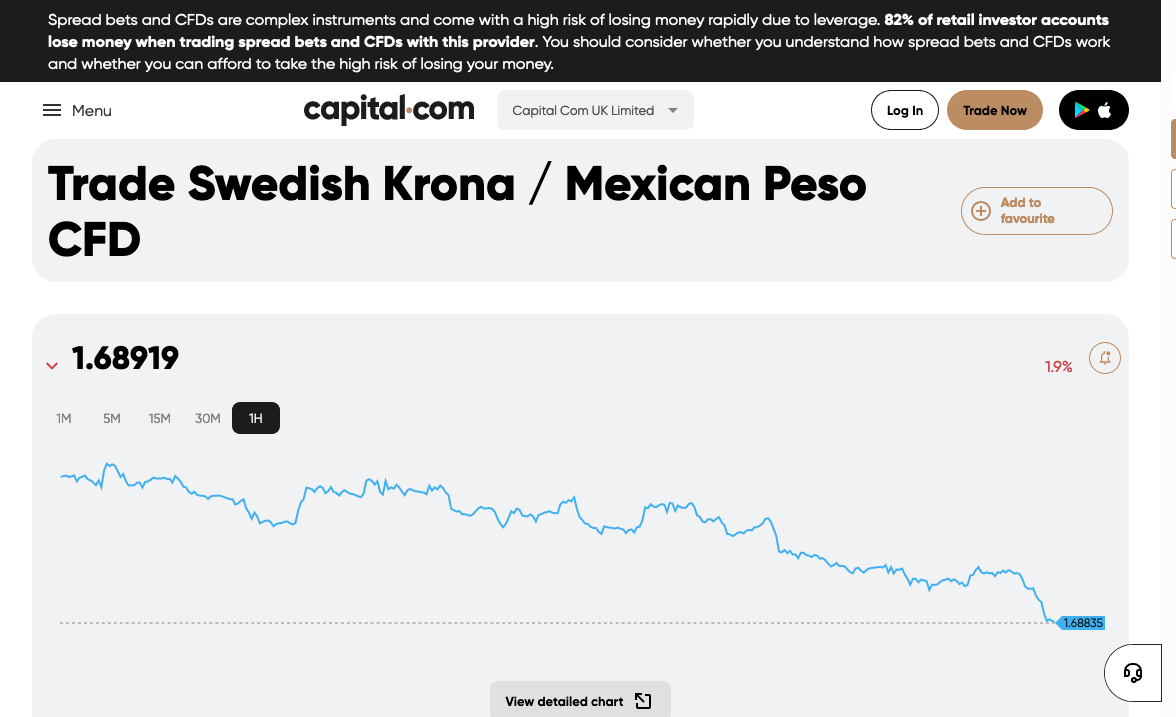 Spread bets and CFDs are complex instruments and come with a high risk of losing money rapidly due to leverage. 82% of retail investor accounts
lose money when trading spread bets and CFDs with this provider. You should consider whether you understand how spread bets and CFDs work
and whether you can afford to take the high risk of losing your money.
Menu
capital.com
Capital Com UK Limited
Log In
Trade Now
Trade Swedish Krona / Mexican Peso
CFD
Add to
favourite
1.68919
1.9%
1M
5M
15M
30M
1H
1.68835
View detailed chart